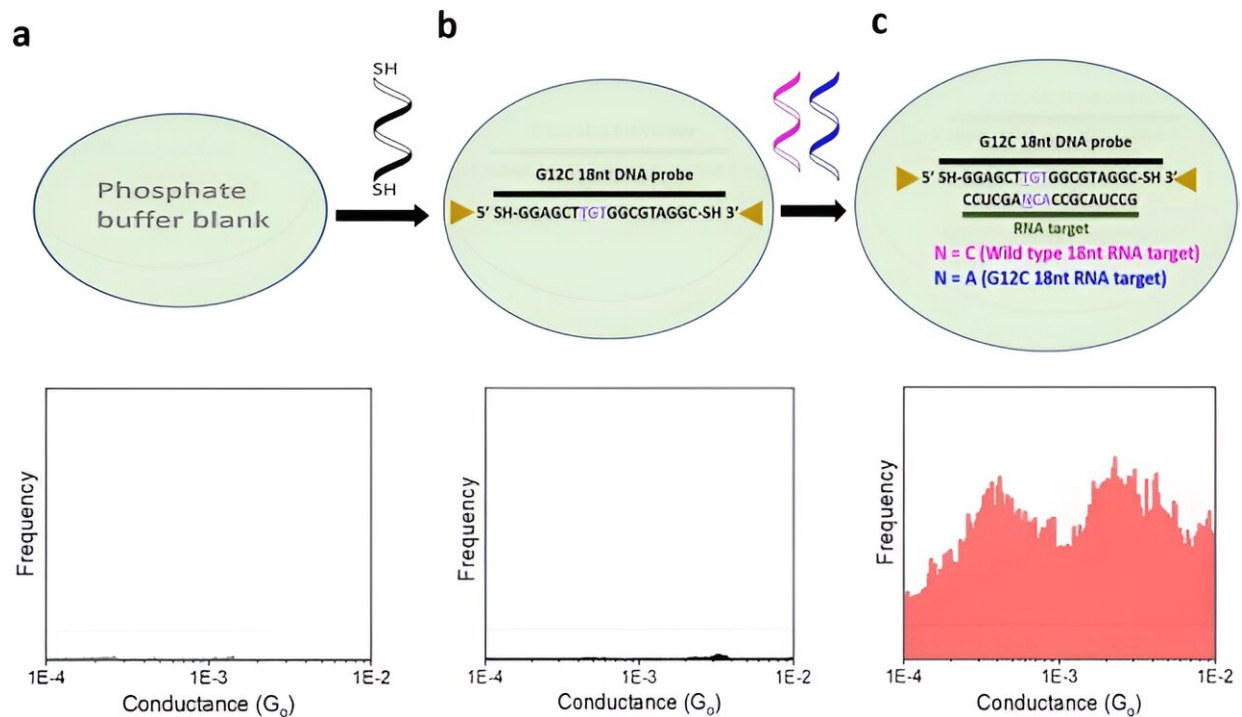 a
b
c
SH
SH
Phosphate
buffer blank
G12C 18nt DNA probe
5’ SH-GGAGCTTGTGGCGTAGGC-SH 3’
G12C 18nt DNA probe
5’ SH-GGAGCTTGTGGCGTAGGC-SH 3’
CCUCGANCACCGCAUCCG
RNA target
N = C (Wild type 18nt RNA target)
N = A (G12C 18nt RNA target)
Frequency
1E-4 1E-3 1E-2
Conductance (Go)
Frequency
1E-4 1E-3 1E-2
Conductance (Go)
Frequency
1E-4 1E-3 1E-2
Conductance (Go)